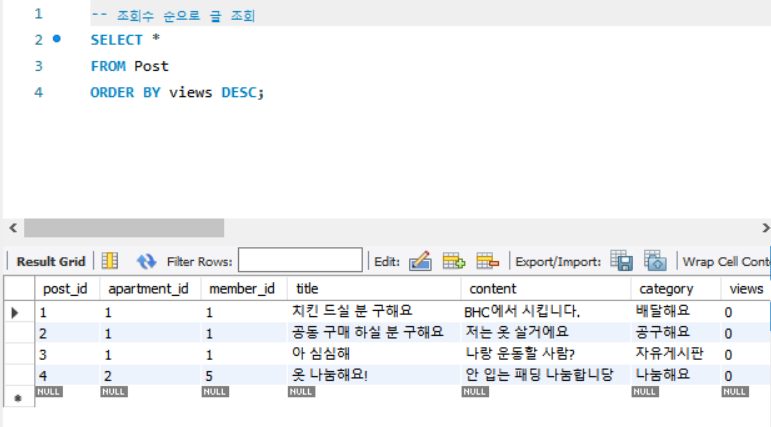 1 -- 조회수 순으로 글 조회
2 SELECT *
3 FROM Post
4 ORDER BY views DESC;
Result Grid Filter Rows: Edit: Export/Import: Wrap Cell Cont
post_id apartment_id member_id title content category views
1 1 1 치킨 드실 분 구해요 BHC에서 시킵니다. 배달해요 0
2 1 1 공동 구매 하실 분 구해요 저는 옷 살거에요 공구해요 0
3 1 1 아 심심해 나랑 운동할 사람? 자유게시판 0
4 2 5 옷 나눔해요! 안 입는 패딩 나눔합니당 나눔해요 0
NULL NULL NULL NULL NULL NULL NULL